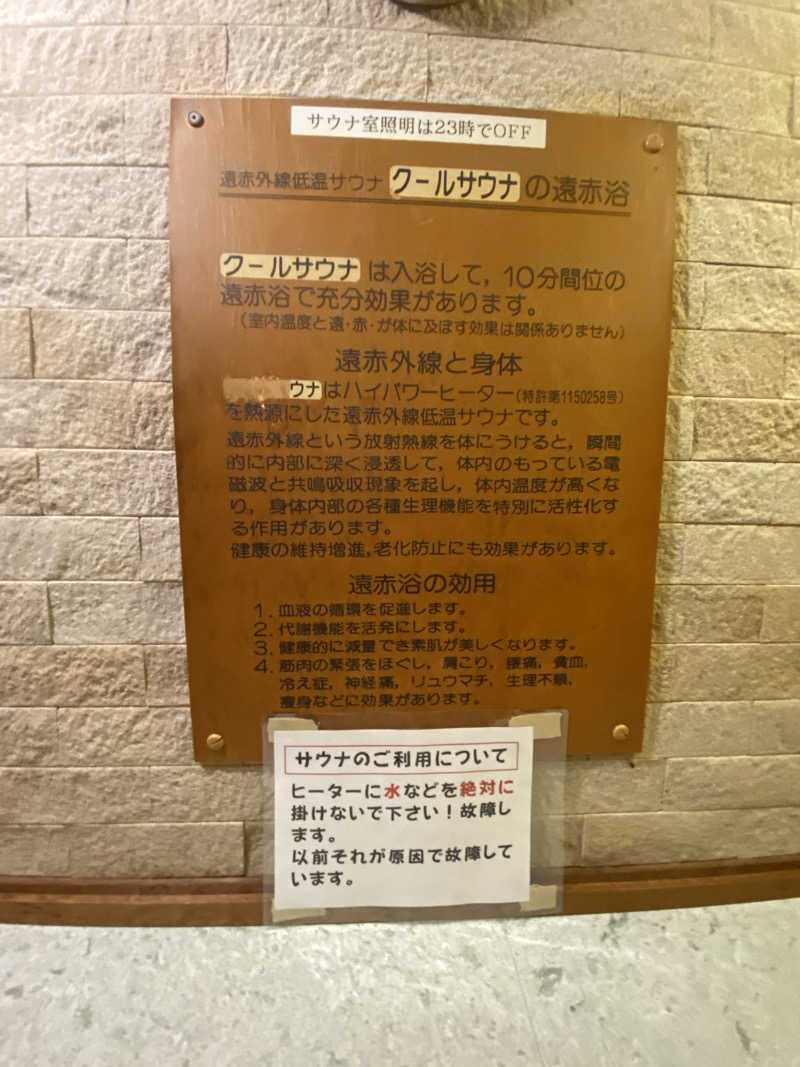 サウナ室照明は23時でOFF
遠赤外線低温サウナ クールサウナの遠赤浴
クールサウナは入浴して，10分間位の
遠赤浴で充分効果があります。
（室内温度と遠・赤・が体に及ぼす効果は関係ありません）
遠赤外線と身体
ウナはハイパワーヒーター（特許第1150258号）
を熱源にした遠赤外線低温サウナです。
遠赤外線という放射熱線を体にうけると，瞬間
的に内部に深く浸透して，体内のもっている電
磁波と共鳴吸収現象を起し，体内温度が高くな
り，身体内部の各種生理機能を特別に活性化す
る作用があります。
健康の維持増進，老化防止にも効果があります。
遠赤浴の効用
1．血液の循環を促進します。
2．代謝機能を活発にします。
3．健康的に減量でき素肌が美しくなります。
4．筋肉の緊張をほぐし，肩こり，腰痛，貧血，
冷え症，神経痛，リュウマチ，生理不順，
痩身などに効果があります。
サウナのご利用について
ヒーターに水などを絶対に
掛けないで下さい！故障し
ます。
以前それが原因で故障して
います。